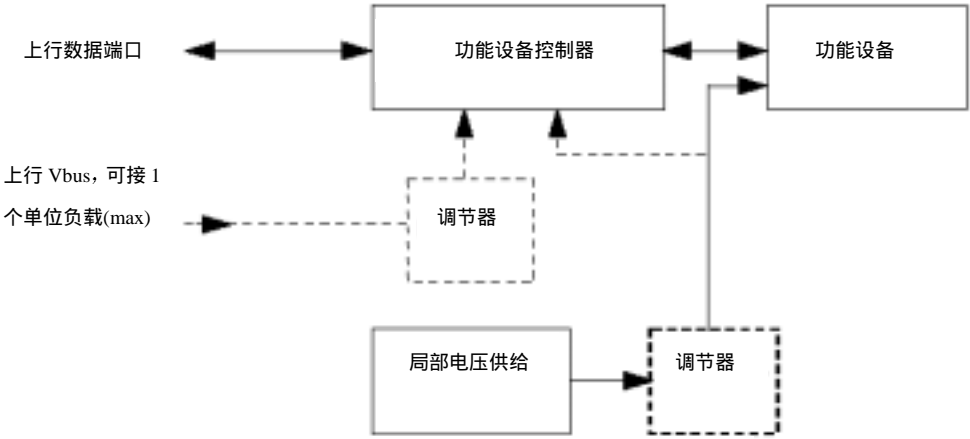 上行数据端口
功能设备控制器
功能设备
上行 Vbus，可接 1
个单位负载(max)
调节器
局部电压供给
调节器